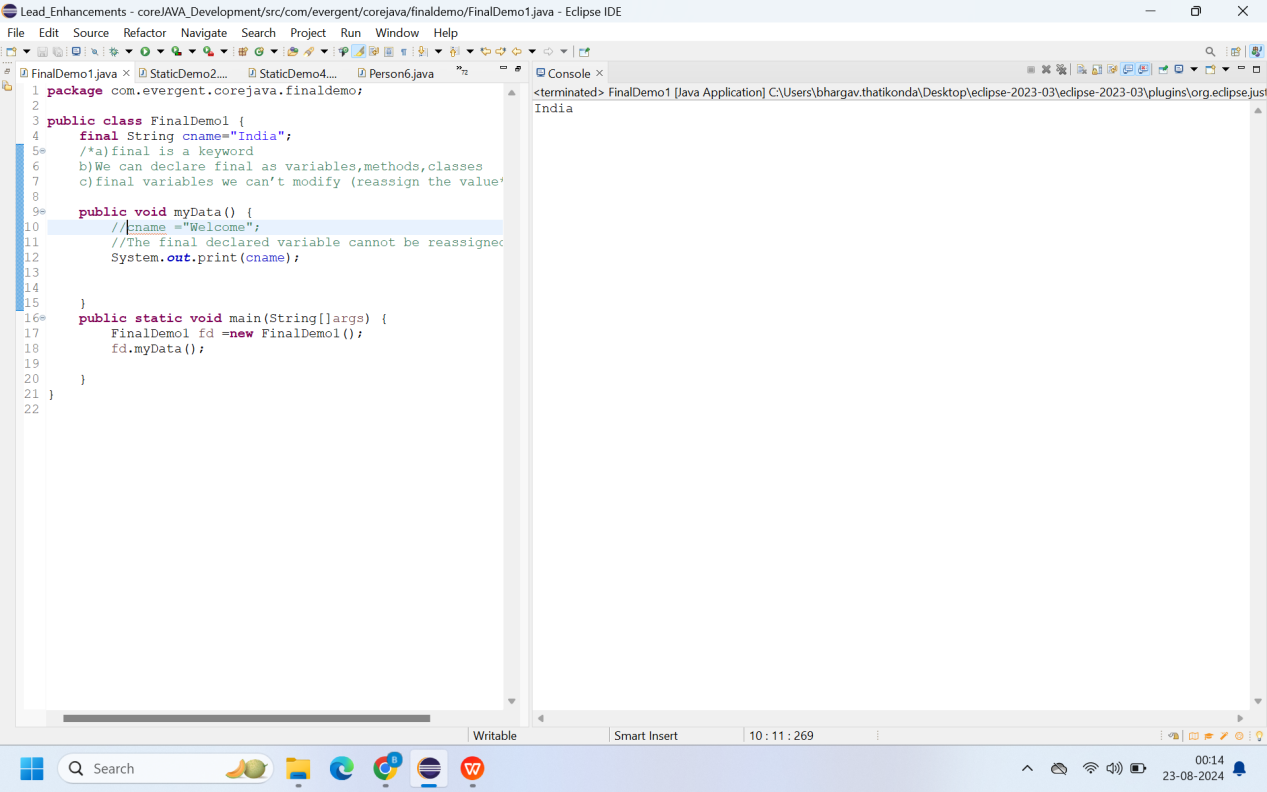 Lead_Enhancements - coreJAVA_Development/src/com/evergent/corejava/finaldemo/FinalDemo1.java - Eclipse IDE
File Edit Source Refactor Navigate Search Project Run Window Help
FinalDemo1.java StaticDemo2.... StaticDemo4.... Person6.java »72
Console
<terminated> FinalDemo1 [Java Application] C:\Users\bhargav.thatikonda\Desktop\eclipse-2023-03\eclipse-2023-03\plugins\org.eclipse.just
India
1 package com.evergent.corejava.finaldemo;
2
3 public class FinalDemo1 {
4 final String cname="India";
5 /*a)final is a keyword
6 b)We can declare final as variables,methods,classes
7 c)final variables we can't modify (reassign the value*
8
9 public void myData() {
10 //cname ="Welcome";
11 //The final declared variable cannot be reassigned
12 System.out.print(cname);
13
14
15 }
16 public static void main(String[]args) {
17 FinalDemo1 fd =new FinalDemo1();
18 fd.myData();
19
20 }
21 }
22
Writable Smart Insert 10 : 11 : 269
Search
B
W
00:14
23-08-2024